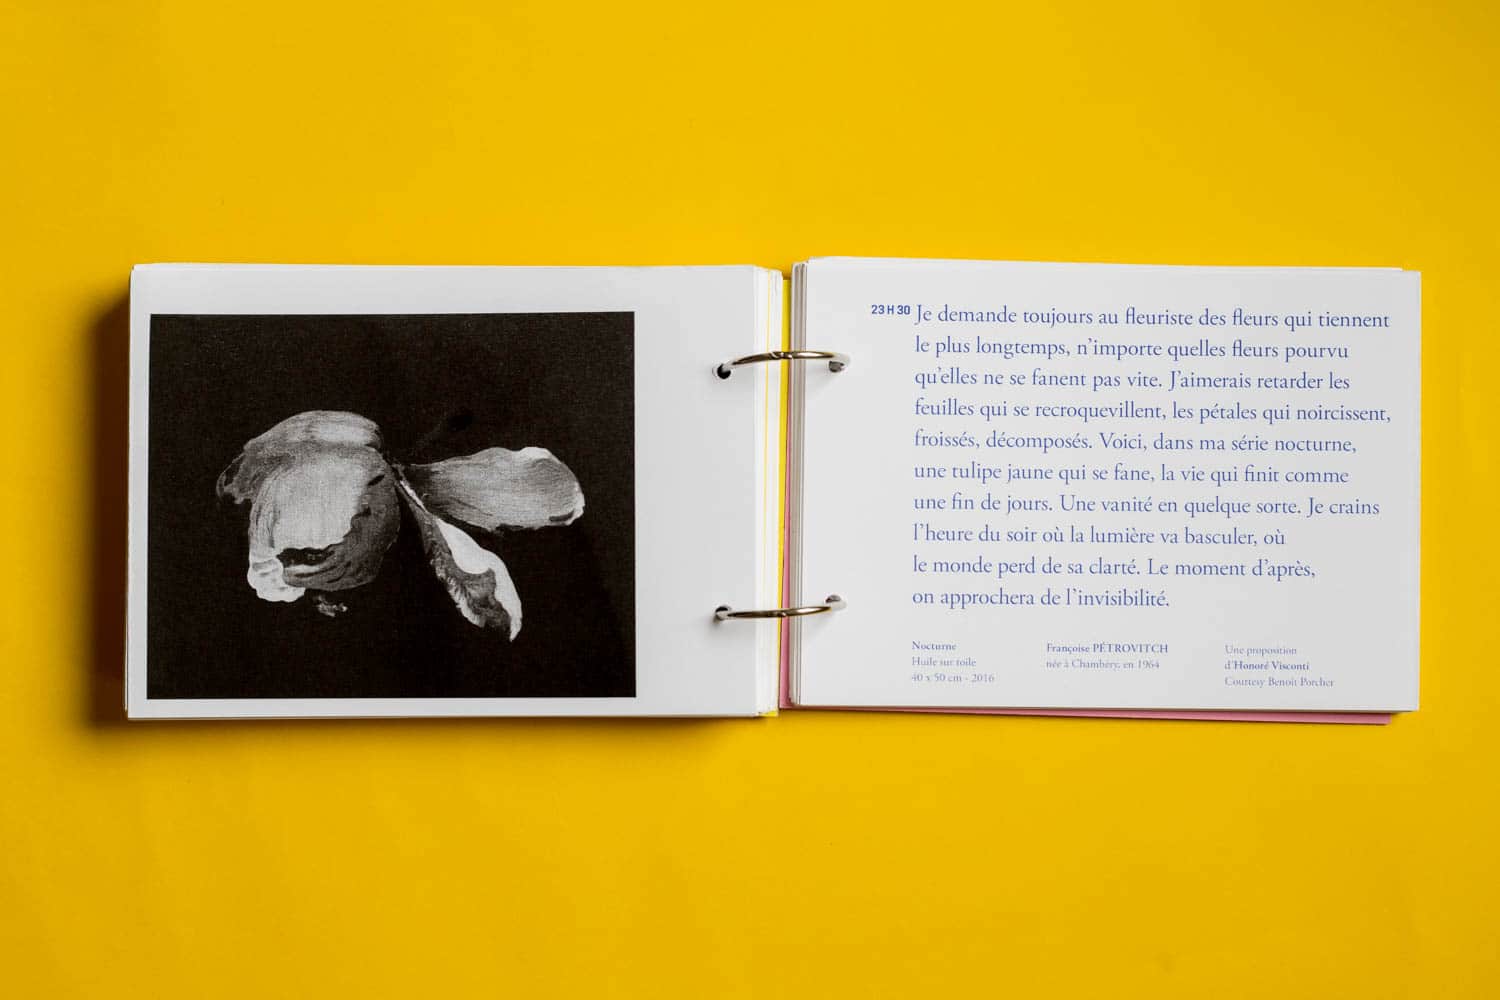 23 H 30 Je demande toujours au fleuriste des fleurs qui tiennent
le plus longtemps, n'importe quelles fleurs pourvu
qu'elles ne se fanent pas vite. J'aimerais retarder les
feuilles qui se recroquevillent, les pétales qui noircissent,
froissés, décomposés. Voici, dans ma série nocturne,
une tulipe jaune qui se fane, la vie qui finit comme
une fin de jours. Une vanité en quelque sorte. Je crains
l'heure du soir où la lumière va basculer, où
le monde perd de sa clarté. Le moment d'après,
on approchera de l'invisibilité.
Nocturne
Huile sur toile
40 x 50 cm - 2016
Françoise PÉTROVITCH
née à Chambéry, en 1964
Une proposition
d'Honoré Visconti
Courtesy Benoît Porcher